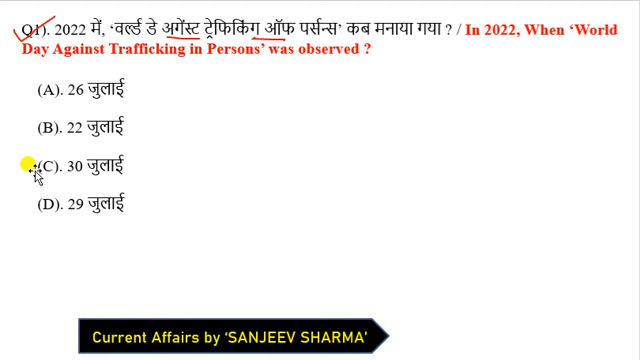 Q1). 2022 में, ‘वर्ल्ड डे अगेंस्ट ट्रेफिकिंग ऑफ पर्सन्स’ कब मनाया गया ? / In 2022, When ‘World
Day Against Trafficking in Persons’ was observed ?
(A). 26 जुलाई
(B). 22 जुलाई
(C). 30 जुलाई
(D). 29 जुलाई
Current Affairs by ‘SANJEEV SHARMA’